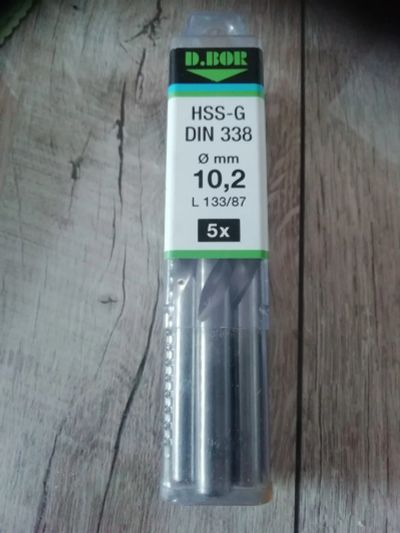 D.BOR
HSS-G
DIN 338
Ø mm
10,2
L 133/87
5x